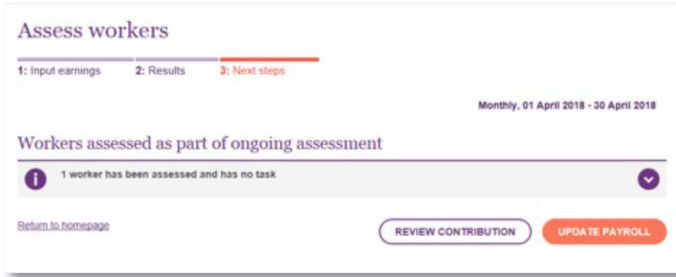 Assess workers
1: Input earnings 2: Results 3: Next steps
Monthly, 01 April 2018 - 30 April 2018
Workers assessed as part of ongoing assessment
1 worker has been assessed and has no task
Return to homepage REVIEW CONTRIBUTION UPDATE PAYROLL